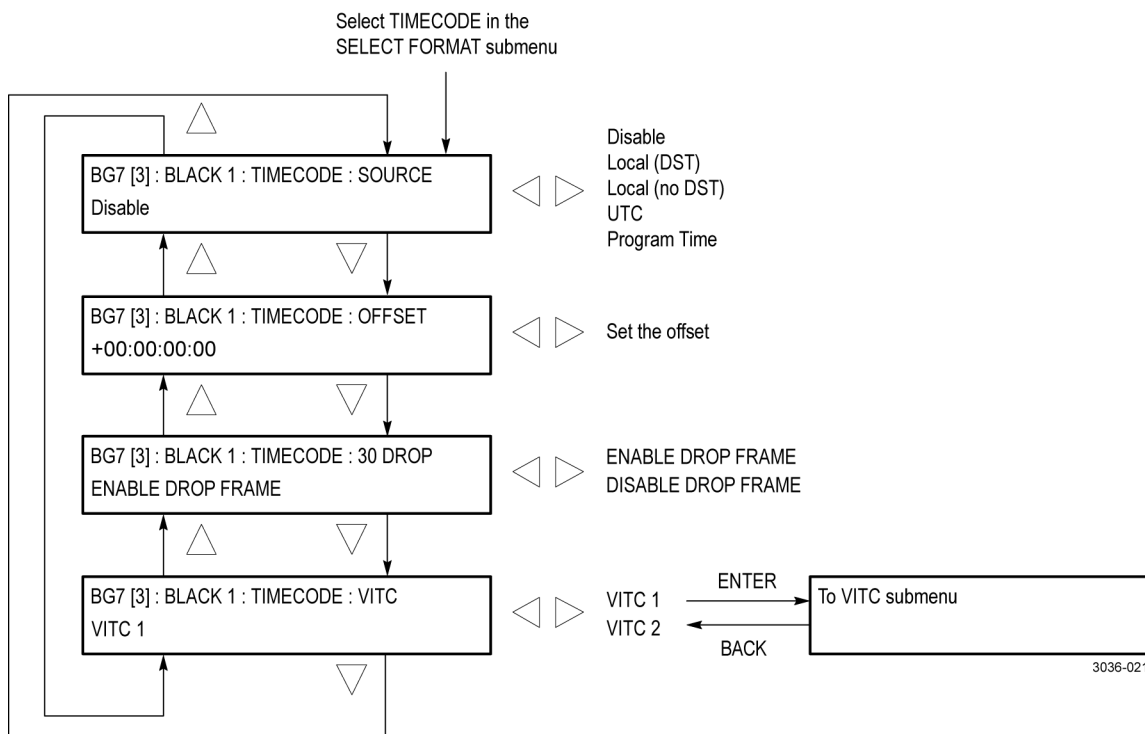 Select TIMECODE in the
SELECT FORMAT submenu
BG7 [3] : BLACK 1 : TIMECODE : SOURCE
Disable
Disable
Local (DST)
Local (no DST)
UTC
Program Time
BG7 [3] : BLACK 1 : TIMECODE : OFFSET
+00:00:00:00
Set the offset
BG7 [3] : BLACK 1 : TIMECODE : 30 DROP
ENABLE DROP FRAME
ENABLE DROP FRAME
DISABLE DROP FRAME
BG7 [3] : BLACK 1 : TIMECODE : VITC
VITC 1
VITC 1
VITC 2
ENTER
BACK
To VITC submenu
3036-021